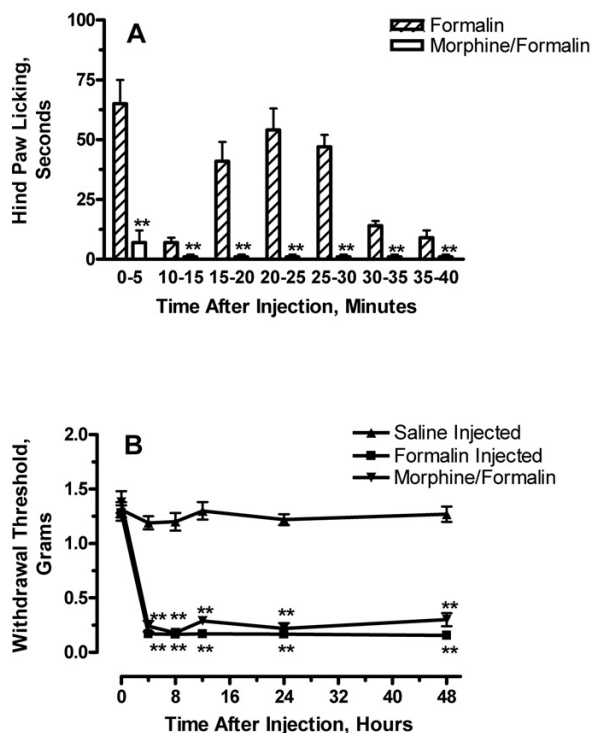 A
Formalin
Morphine/Formalin
Hind Paw Licking,
Seconds
100
75
50
25
0
** ** ** ** ** ** **
0-5 10-15 15-20 20-25 25-30 30-35 35-40
Time After Injection, Minutes
B
Saline Injected
Formalin Injected
Morphine/Formalin
Withdrawal Threshold,
Grams
2.0
1.5
1.0
0.5
0.0
** ** ** ** **
** ** ** ** **
0 8 16 24 32 40 48
Time After Injection, Hours